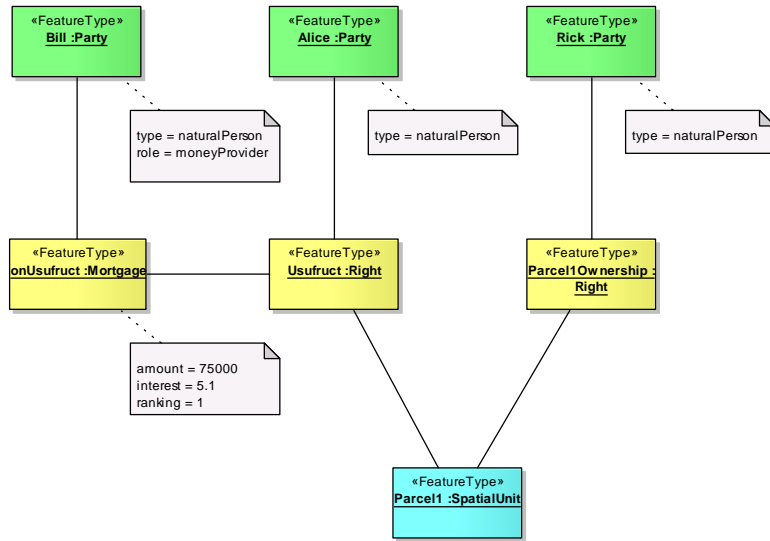 «FeatureType»
Bill :Party
«FeatureType»
Alice :Party
«FeatureType»
Rick :Party
type = naturalPerson
role = moneyProvider
type = naturalPerson
type = naturalPerson
«FeatureType»
onUsufruct :Mortgage
«FeatureType»
Usufruct :Right
«FeatureType»
Parcel1Ownership :
Right
amount = 75000
interest = 5.1
ranking = 1
«FeatureType»
Parcel1 :SpatialUnit